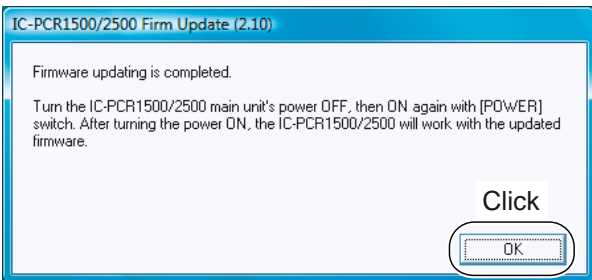 IC-PCR1500/2500 Firm Update (2.10)
Firmware updating is completed.
Turn the IC-PCR1500/2500 main unit's power OFF, then ON again with [POWER]
switch. After turning the power ON, the IC-PCR1500/2500 will work with the updated
firmware.
Click
OK